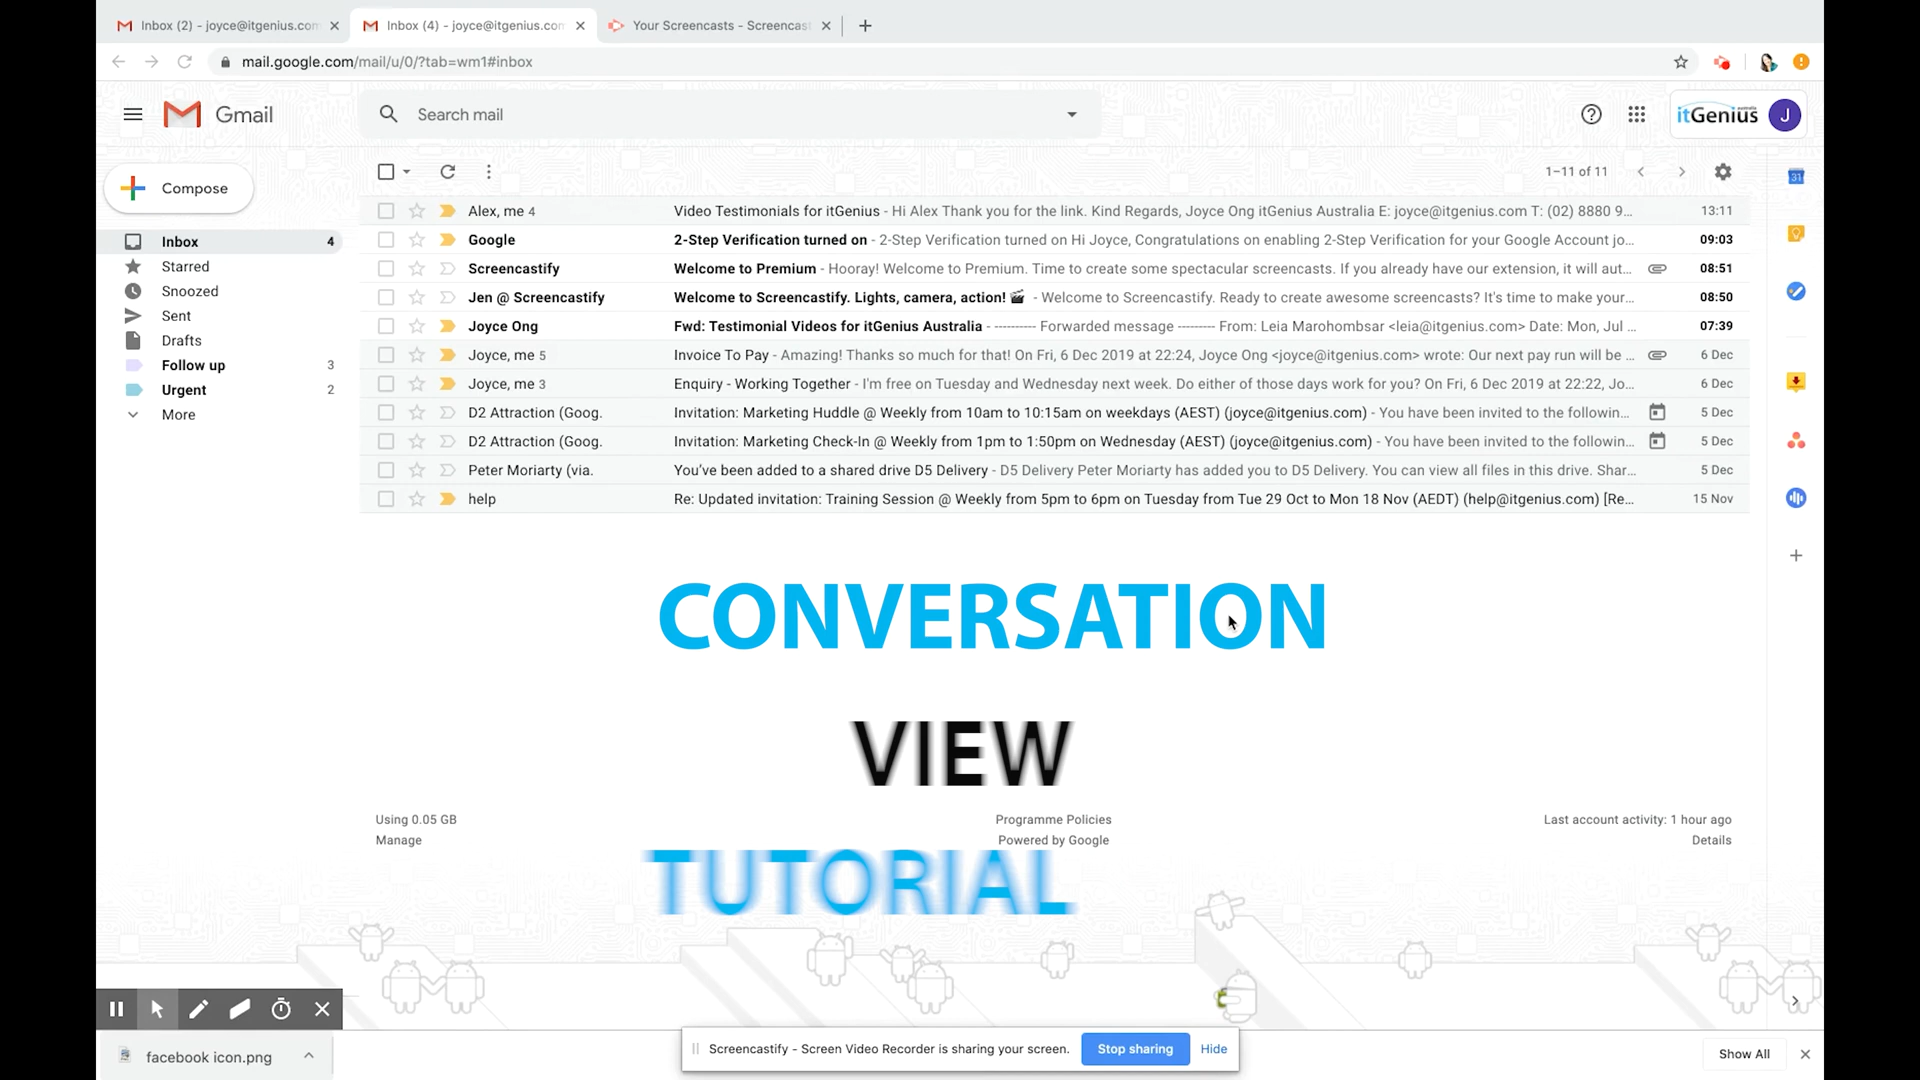 Inbox (2) - joyce@itgenius.com
Inbox (4) - joyce@itgenius.com
Your Screencasts - Screencast
mail.google.com/mail/u/0/?tab=wm1#inbox
Gmail
Search mail
itGenius
australia
J
Compose
1–11 of 11
31
Inbox 4
Starred
Snoozed
Sent
Drafts
Follow up 3
Urgent 2
More
Alex, me 4 Video Testimonials for itGenius - Hi Alex Thank you for the link. Kind Regards, Joyce Ong itGenius Australia E: joyce@itgenius.com T: (02) 8880 9... 13:11
Google 2-Step Verification turned on - 2-Step Verification turned on Hi Joyce, Congratulations on enabling 2-Step Verification for your Google Account jo... 09:03
Screencastify Welcome to Premium - Hooray! Welcome to Premium. Time to create some spectacular screencasts. If you already have our extension, it will aut... 08:51
Jen @ Screencastify Welcome to Screencastify. Lights, camera, action! - Welcome to Screencastify. Ready to create awesome screencasts? It's time to make your... 08:50
Joyce Ong Fwd: Testimonial Videos for itGenius Australia - ---------- Forwarded message --------- From: Leia Marohombsar <leia@itgenius.com> Date: Mon, Jul ... 07:39
Joyce, me 5 Invoice To Pay - Amazing! Thanks so much for that! On Fri, 6 Dec 2019 at 22:24, Joyce Ong <joyce@itgenius.com> wrote: Our next pay run will be ... 6 Dec
Joyce, me 3 Enquiry - Working Together - I'm free on Tuesday and Wednesday next week. Do either of those days work for you? On Fri, 6 Dec 2019 at 22:22, Jo... 6 Dec
D2 Attraction (Goog. Invitation: Marketing Huddle @ Weekly from 10am to 10:15am on weekdays (AEST) (joyce@itgenius.com) - You have been invited to the followin... 5 Dec
D2 Attraction (Goog. Invitation: Marketing Check-In @ Weekly from 1pm to 1:50pm on Wednesday (AEST) (joyce@itgenius.com) - You have been invited to the followin... 5 Dec
Peter Moriarty (via. You've been added to a shared drive D5 Delivery - D5 Delivery Peter Moriarty has added you to D5 Delivery. You can view all files in this drive. Shar... 5 Dec
help Re: Updated invitation: Training Session @ Weekly from 5pm to 6pm on Tuesday from Tue 29 Oct to Mon 18 Nov (AEDT) (help@itgenius.com) [Re... 15 Nov
CONVERSATION
VIEW
Using 0.05 GB
Manage
Programme Policies
Powered by Google
Last account activity: 1 hour ago
Details
TUTORIAL
facebook icon.png
Screencastify - Screen Video Recorder is sharing your screen.
Stop sharing
Hide
Show All